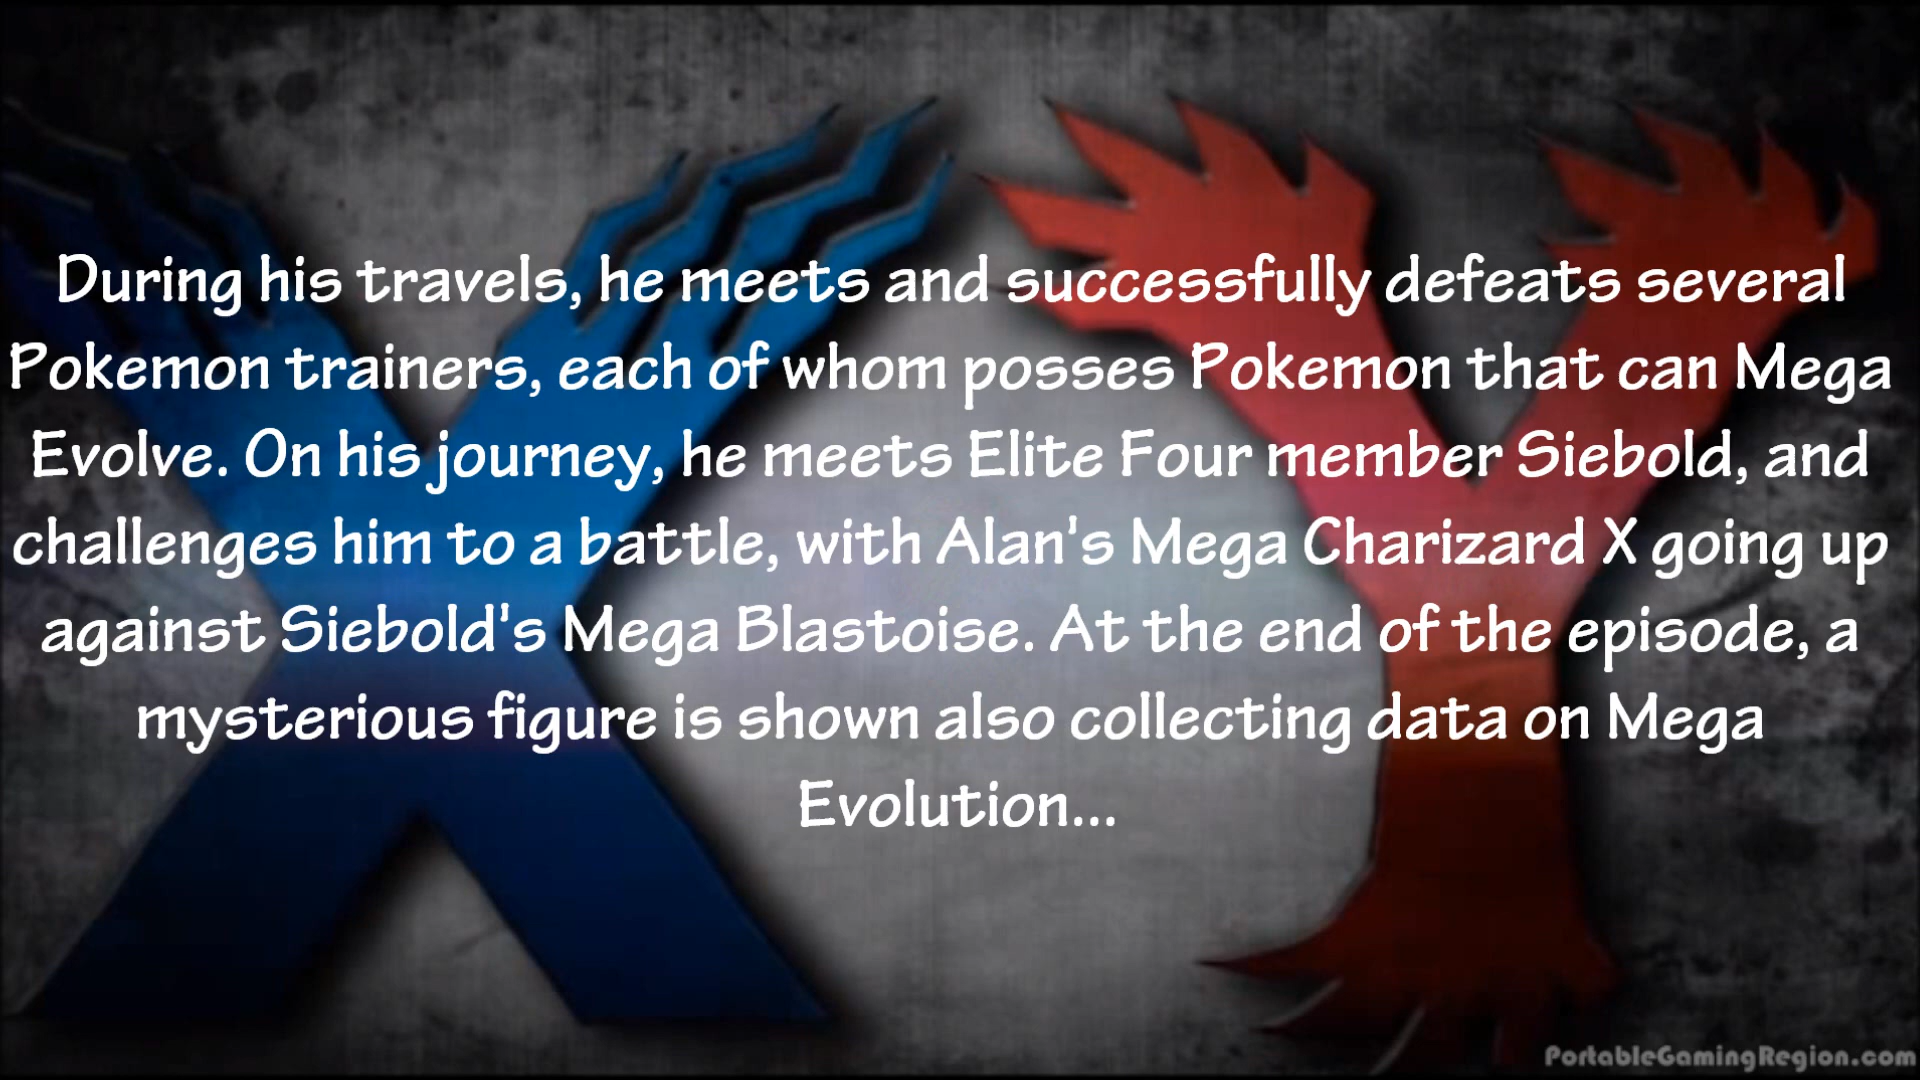 During his travels, he meets and successfully defeats several
Pokemon trainers, each of whom posses Pokemon that can Mega
Evolve. On his journey, he meets Elite Four member Siebold, and
challenges him to a battle, with Alan's Mega Charizard X going up
against Siebold's Mega Blastoise. At the end of the episode, a
mysterious figure is shown also collecting data on Mega
Evolution...
PortableGamingRegion.com